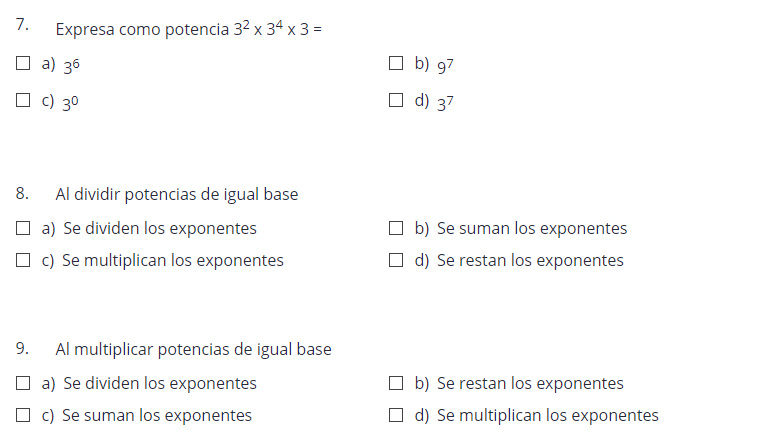 7. Expresa como potencia 3² x 3⁴ x 3 =
a) 3⁶ b) 9⁷
c) 3⁰ d) 3⁷
8. Al dividir potencias de igual base
a) Se dividen los exponentes b) Se suman los exponentes
c) Se multiplican los exponentes d) Se restan los exponentes
9. Al multiplicar potencias de igual base
a) Se dividen los exponentes b) Se restan los exponentes
c) Se suman los exponentes d) Se multiplican los exponentes